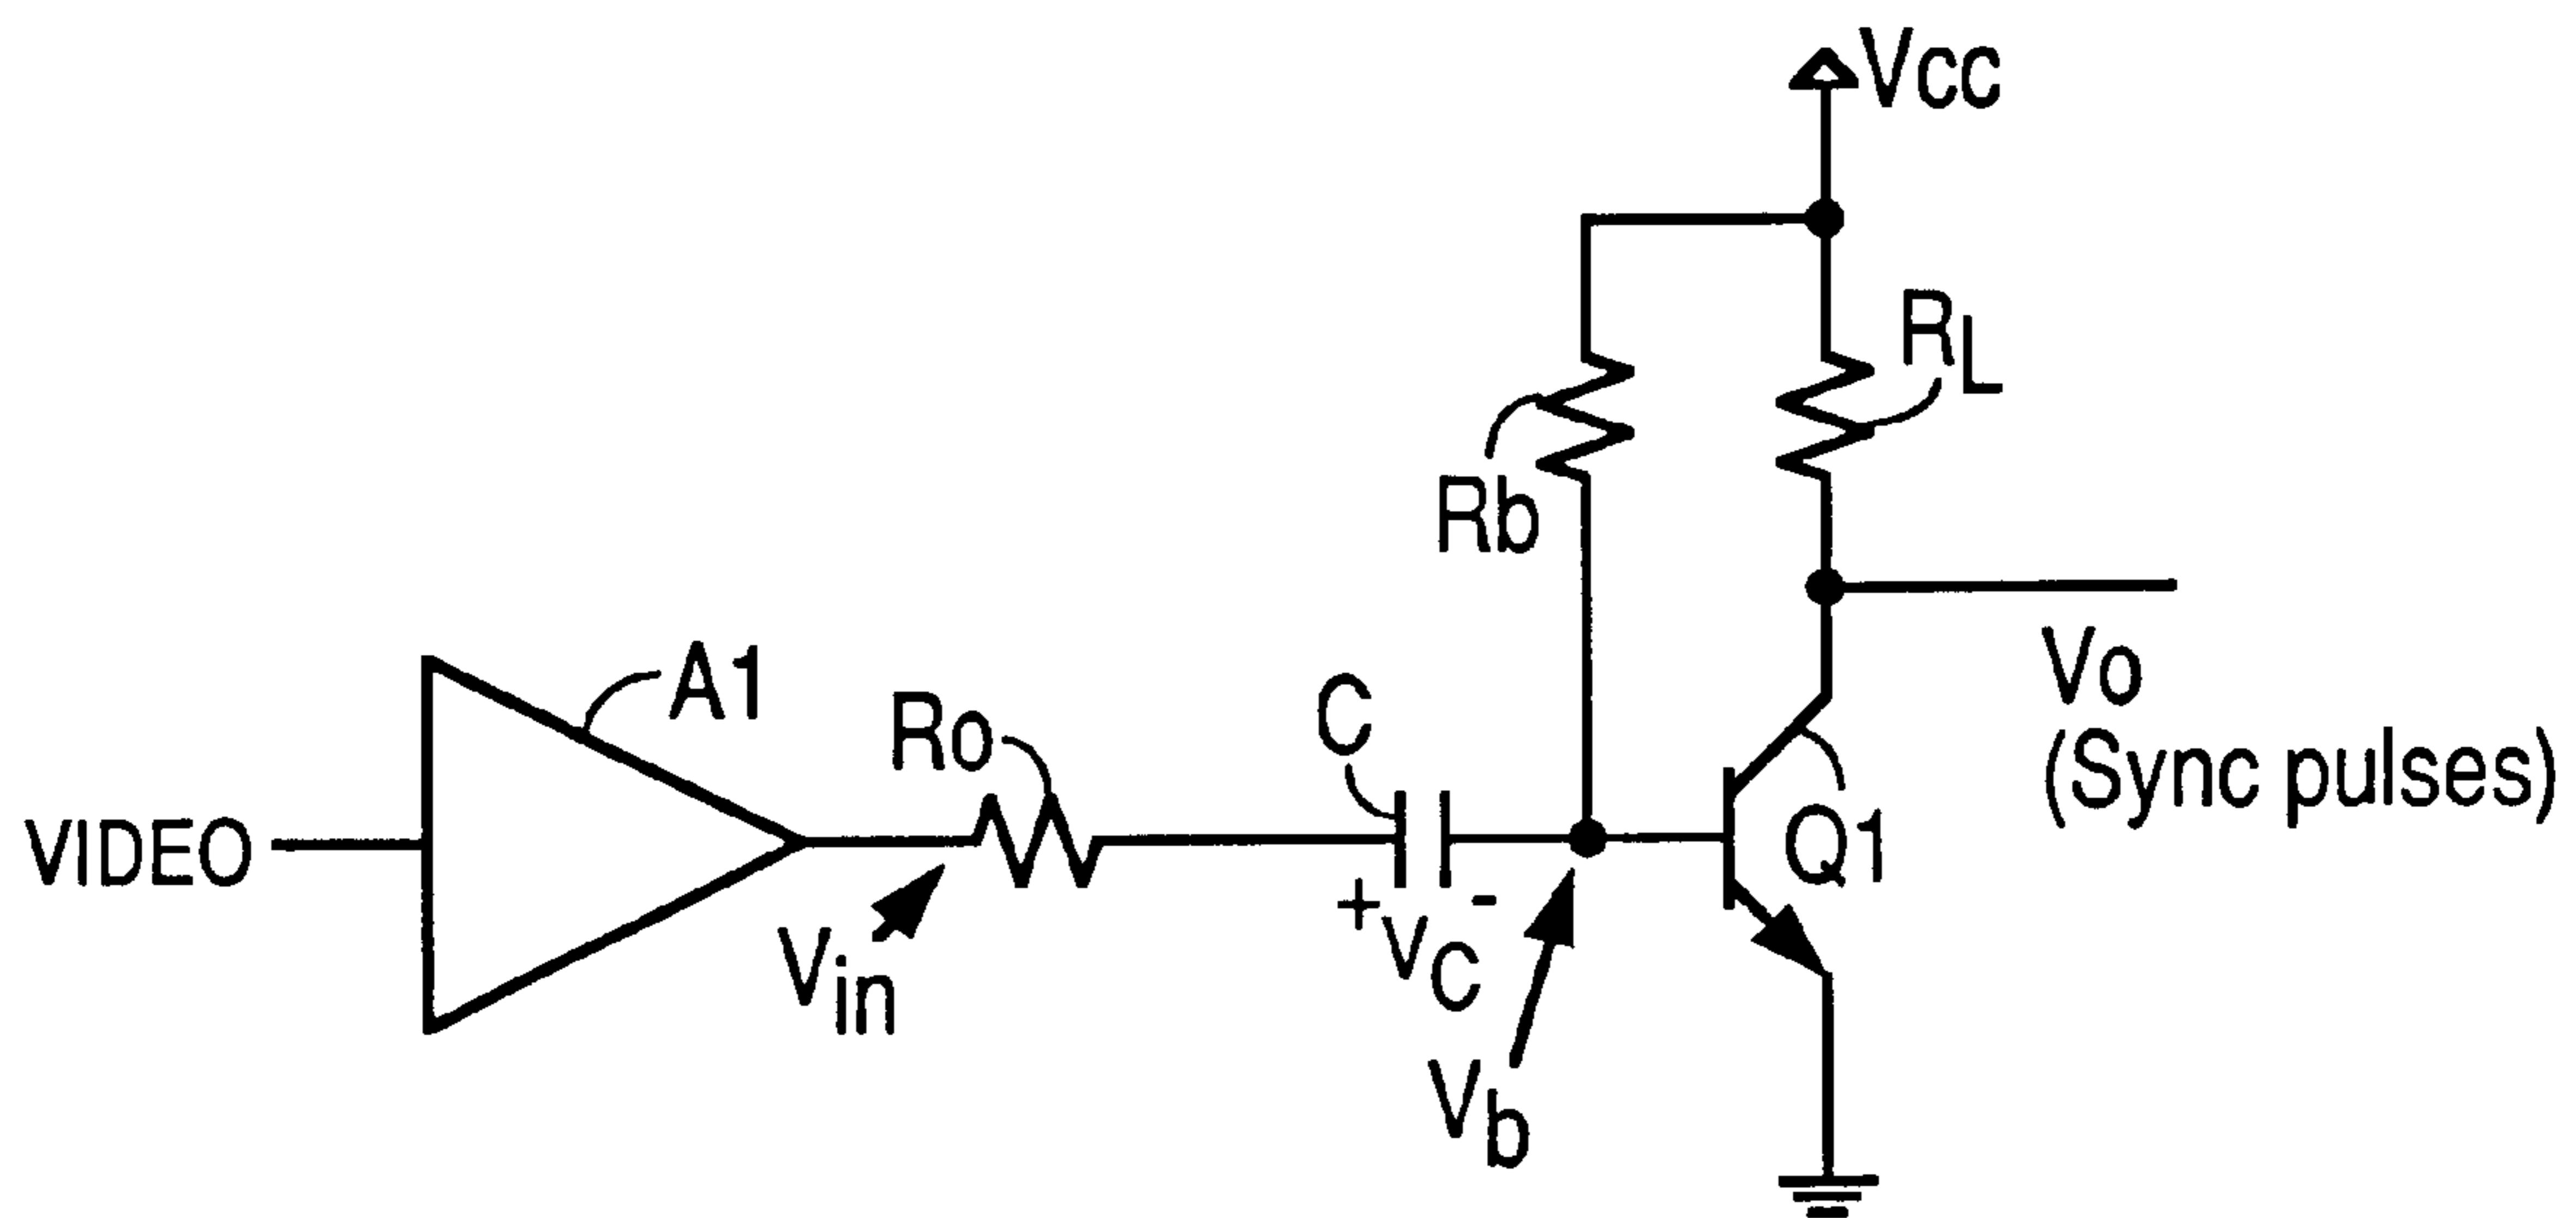 Vcc
RL
Rb
A1
Ro
C
Vo
(Sync pulses)
VIDEO
Q1
Vin
+ VC -
Vb